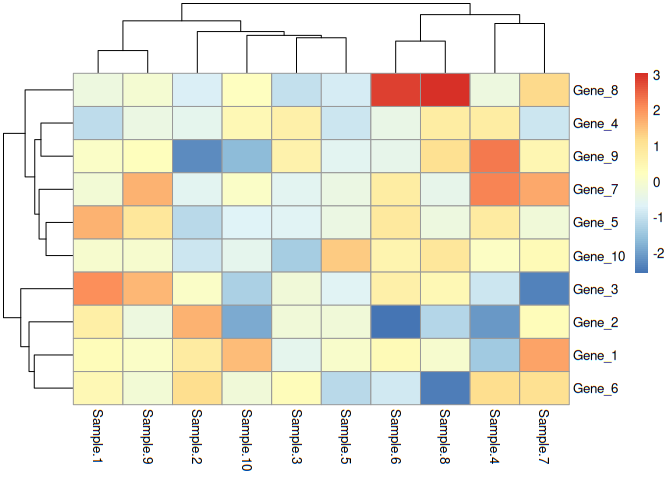 3
Gene_8
2
Gene_4
1
Gene_9
0
Gene_7
-1
Gene_5
-2
Gene_10
Gene_3
Gene_2
Gene_1
Gene_6
Sample.1
Sample.9
Sample.2
Sample.10
Sample.3
Sample.5
Sample.6
Sample.8
Sample.4
Sample.7